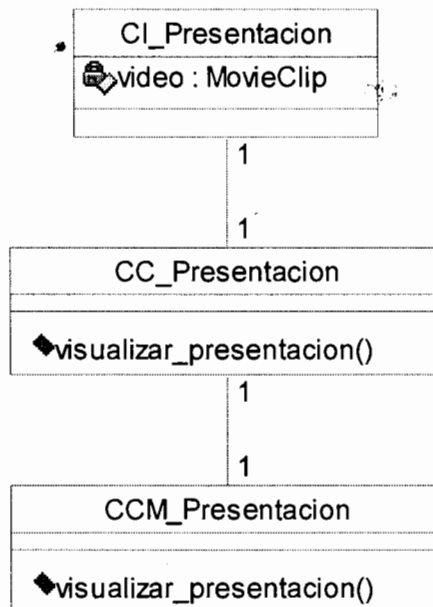 CI_Presentacion
video : MovieClip
1
1
CC_Presentacion
visualizar_presentacion()
1
1
CCM_Presentacion
visualizar_presentacion()